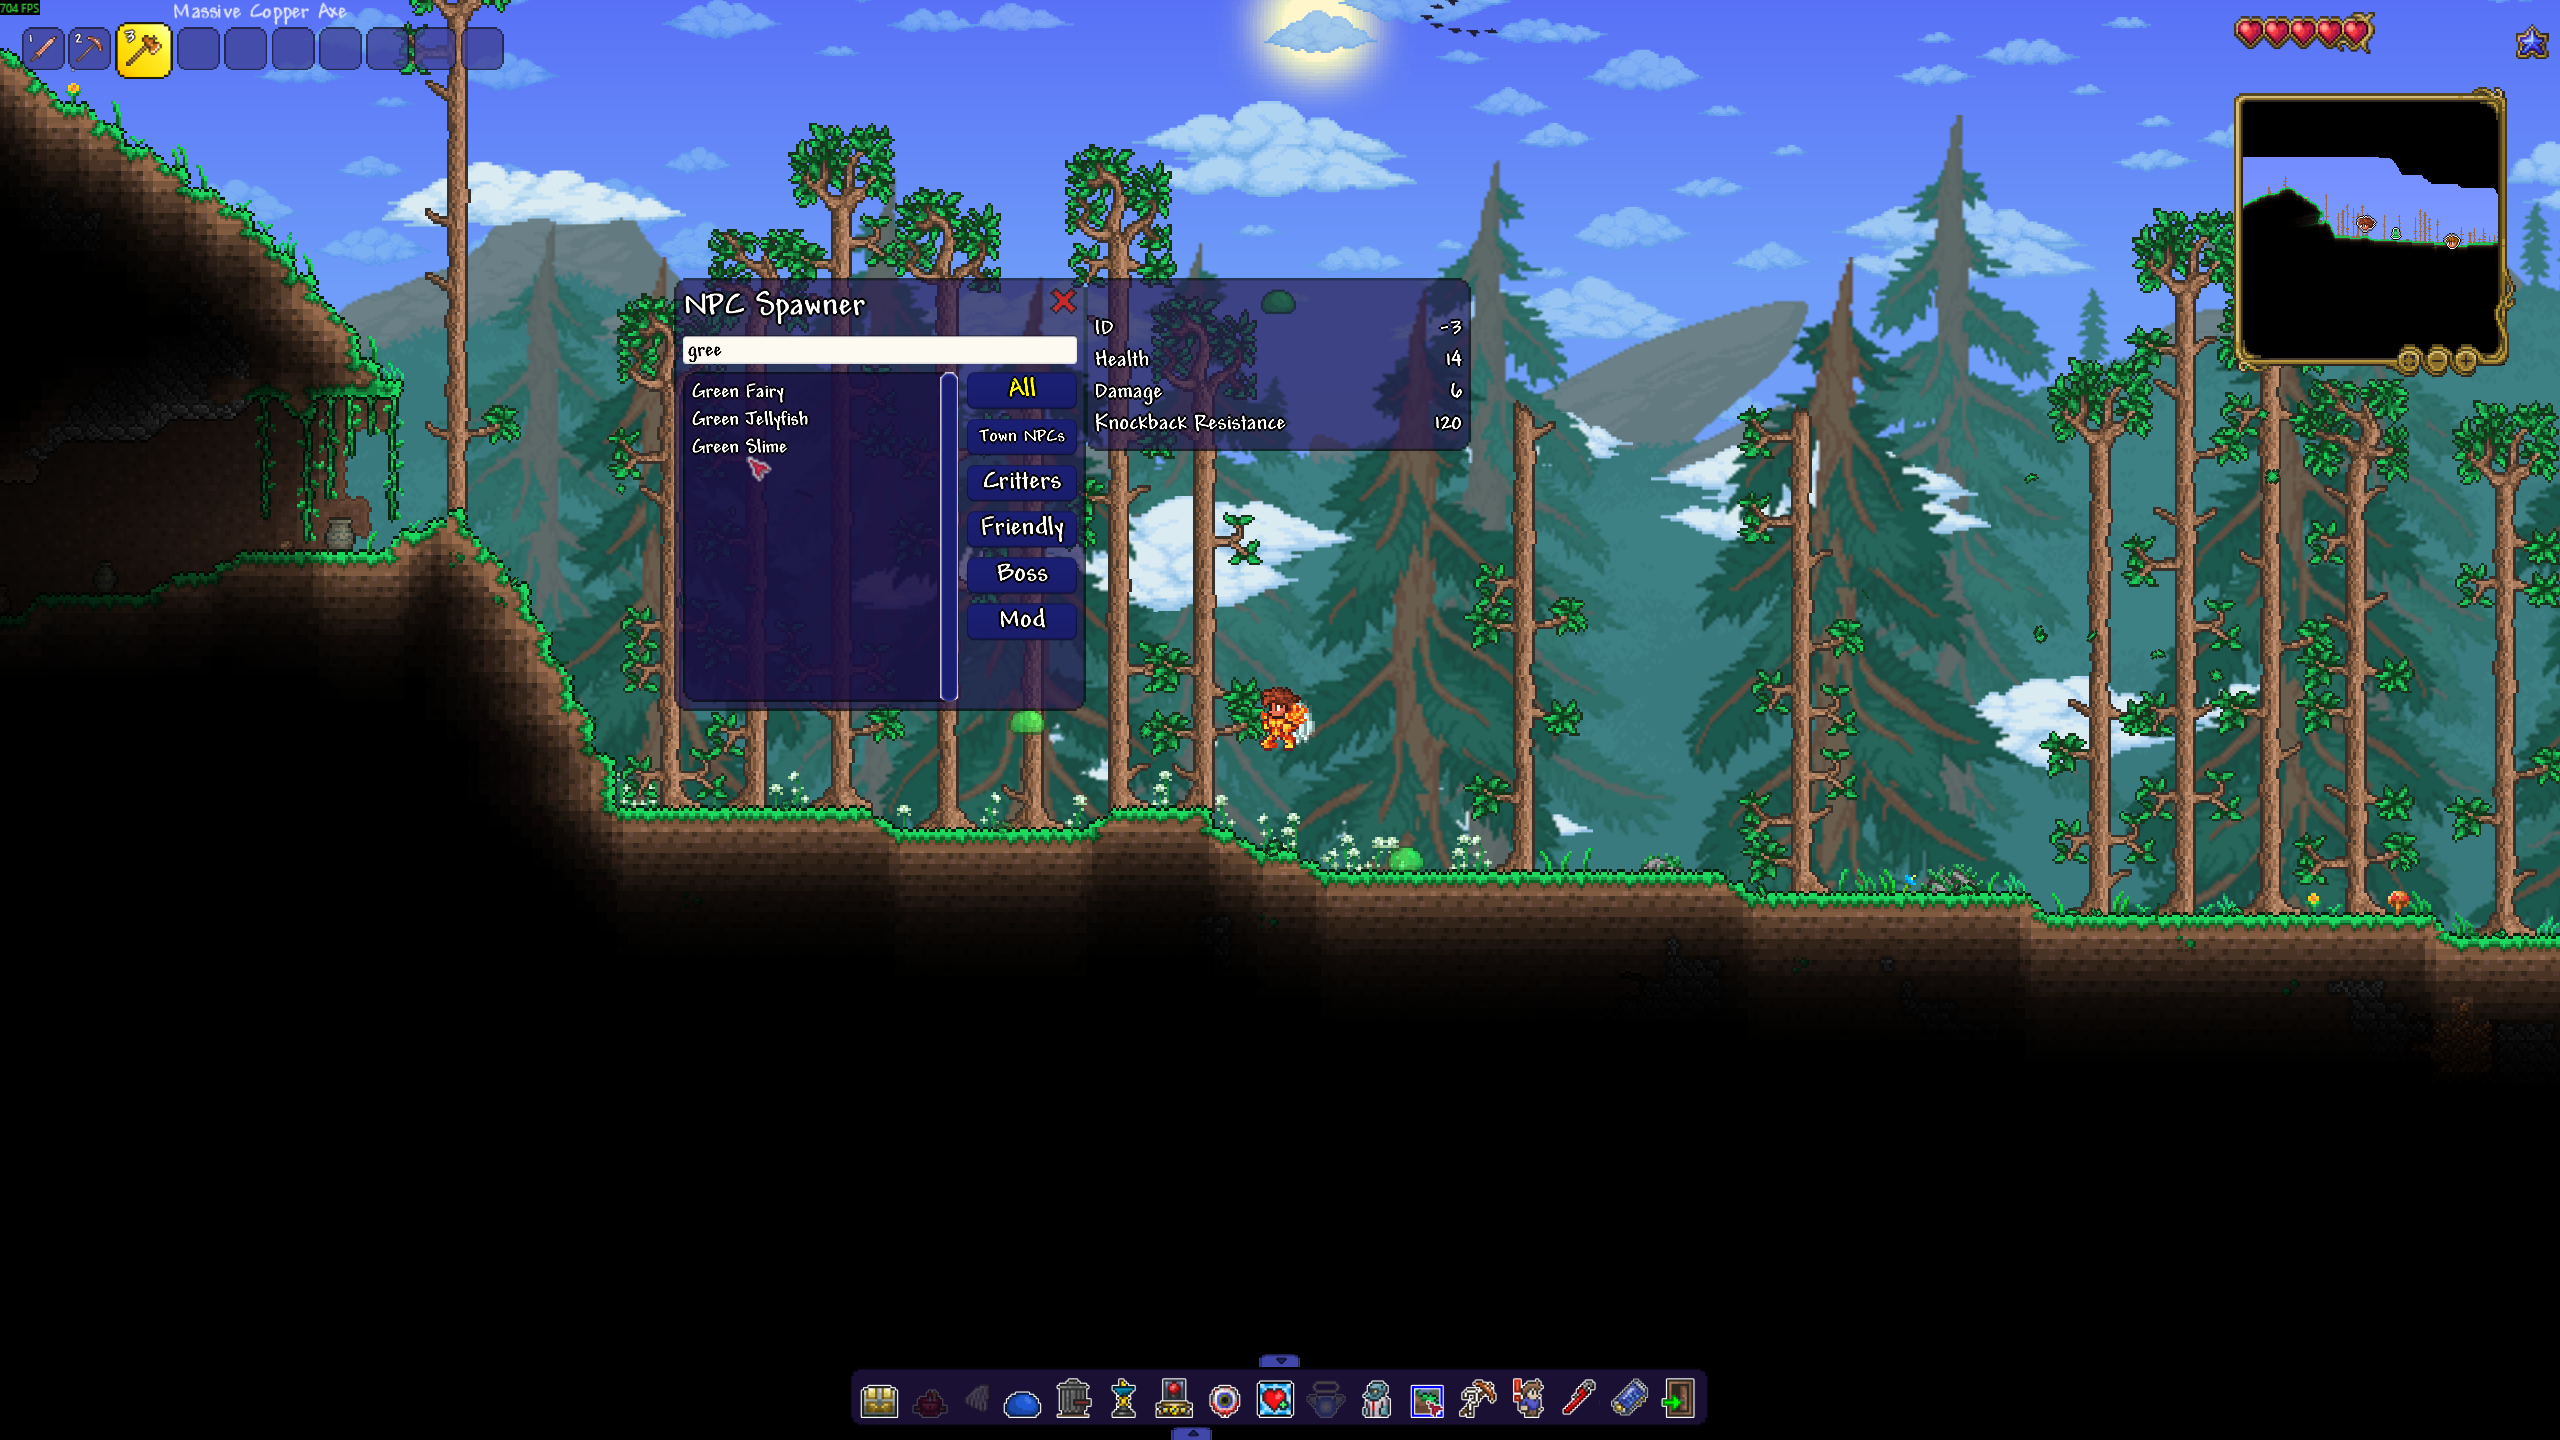 704 FPS
Massive Copper Axe
1 2 3
NPC Spawner
gree
Green Fairy
Green Jellyfish
Green Slime
All
Town NPCs
Critters
Friendly
Boss
Mod
ID -3
Health 14
Damage 6
Knockback Resistance 120